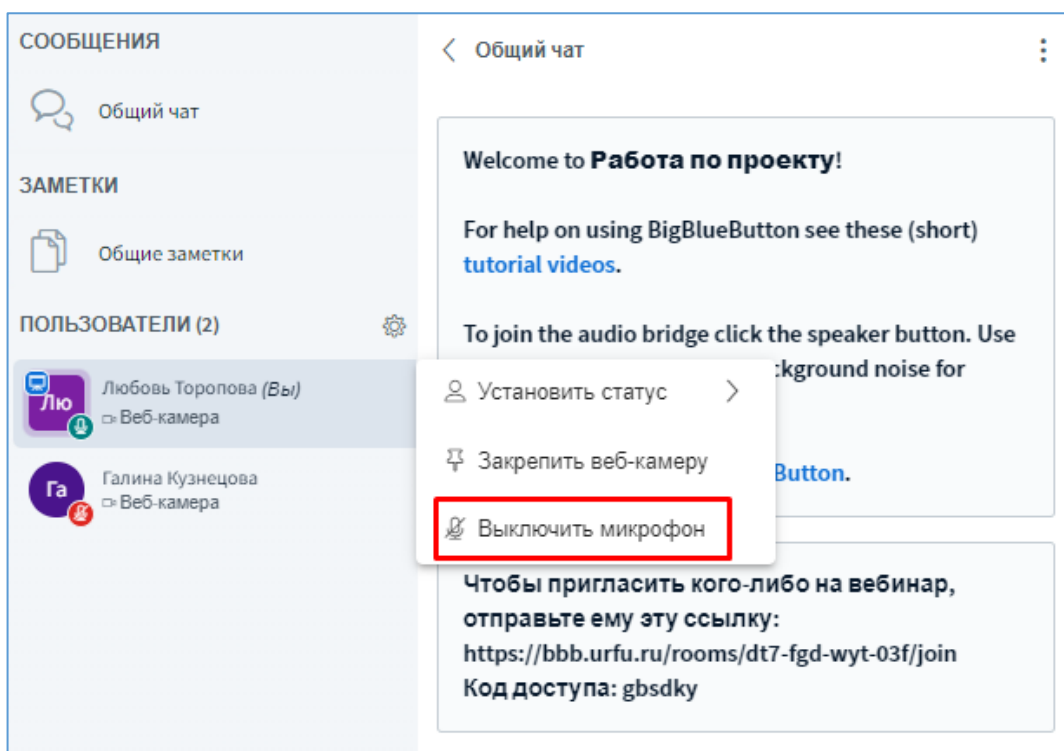 СООБЩЕНИЯ
Общий чат
ЗАМЕТКИ
Общие заметки
ПОЛЬЗОВАТЕЛИ (2)
Лю
Любовь Торопова (Вы)
Веб-камера
Га
Галина Кузнецова
Веб-камера
Общий чат
Welcome to Работа по проекту!
For help on using BigBlueButton see these (short)
tutorial videos.
To join the audio bridge click the speaker button. Use
noise for
Button.
Установить статус
Закрепить веб-камеру
Выключить микрофон
Чтобы пригласить кого-либо на вебинар,
отправьте ему эту ссылку:
https://bbb.urfu.ru/rooms/dt7-fgd-wyt-03f/join
Код доступа: gbsdky